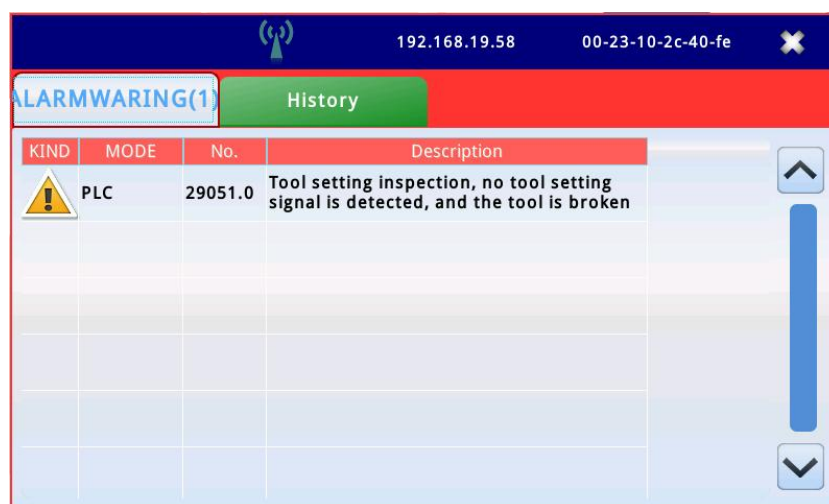 192.168.19.58 00-23-10-2c-40-fe
ALARMWARING(1) History
KIND MODE No. Description
PLC 29051.0 Tool setting inspection, no tool setting
signal is detected, and the tool is broken